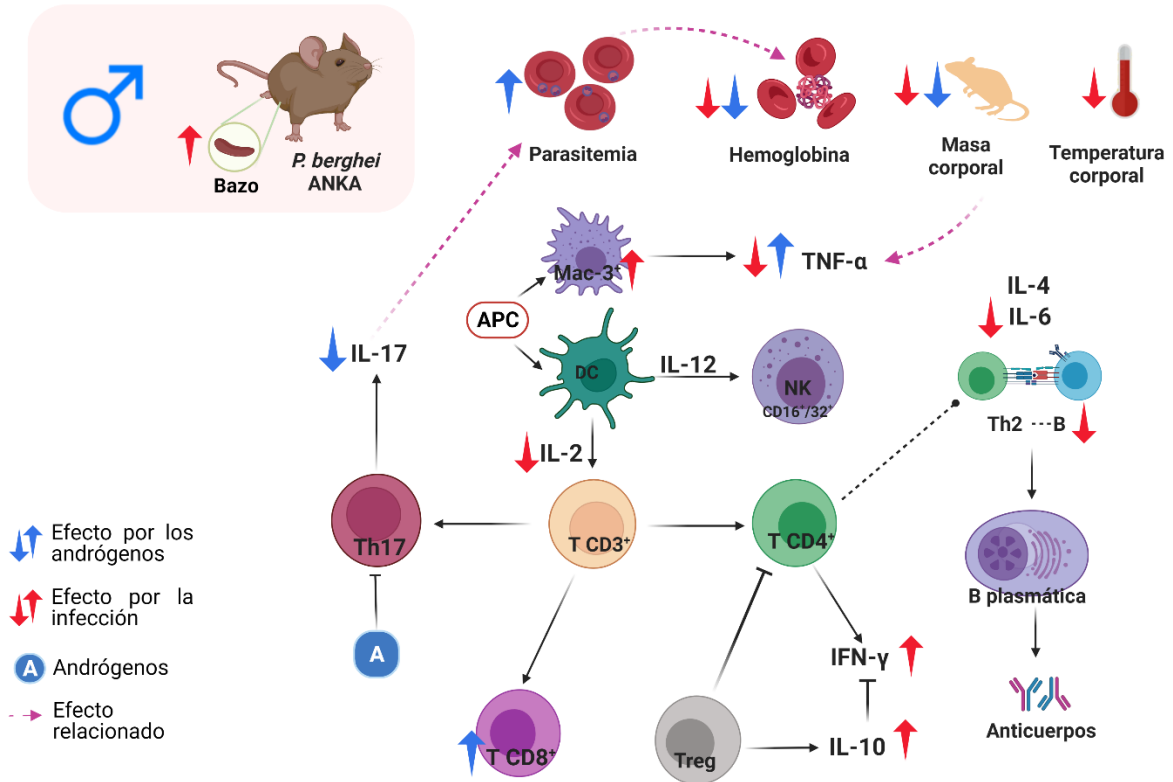 P. berghei
ANKA
Bazo
Parasitemia
Hemoglobina
Masa
corporal
Temperatura
corporal
Mac-3⁺
TNF-α
APC
IL-4
IL-6
IL-17
DC
IL-12
NK
CD16⁺/32⁺
Th2 ---- B
IL-2
Th17
T CD3⁺
T CD4⁺
B plasmática
Efecto por los
andrógenos
Efecto por la
infección
A Andrógenos
Efecto
relacionado
A
IFN-γ
T CD8⁺
Treg
IL-10
Anticuerpos